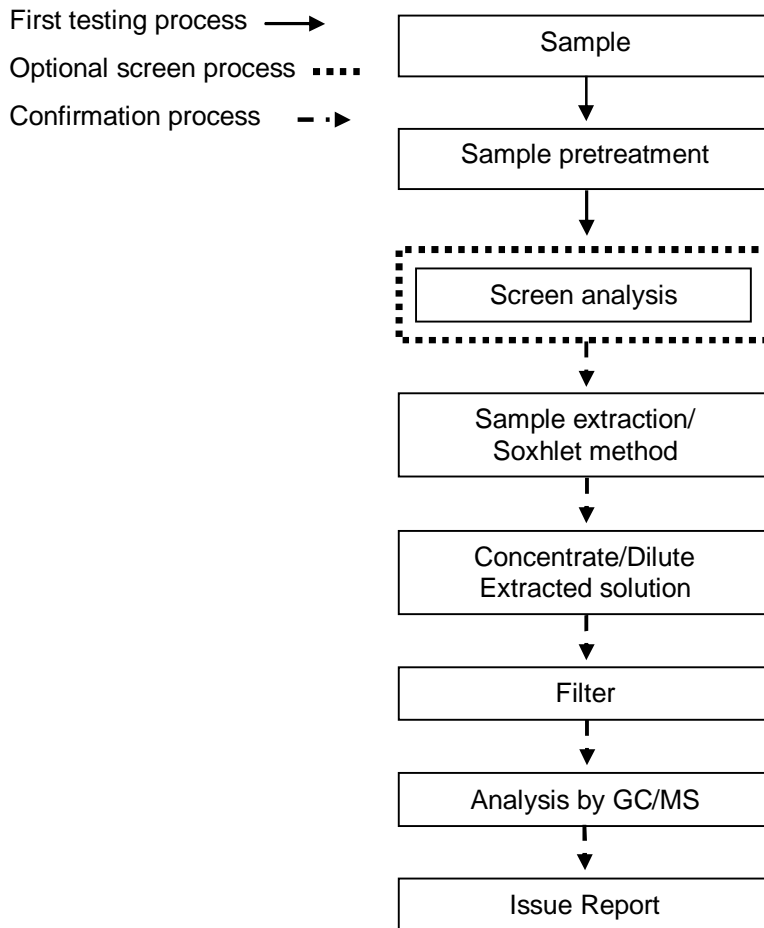 First testing process
Optional screen process
Confirmation process
Sample
Sample pretreatment
Screen analysis
Sample extraction/
Soxhlet method
Concentrate/Dilute
Extracted solution
Filter
Analysis by GC/MS
Issue Report